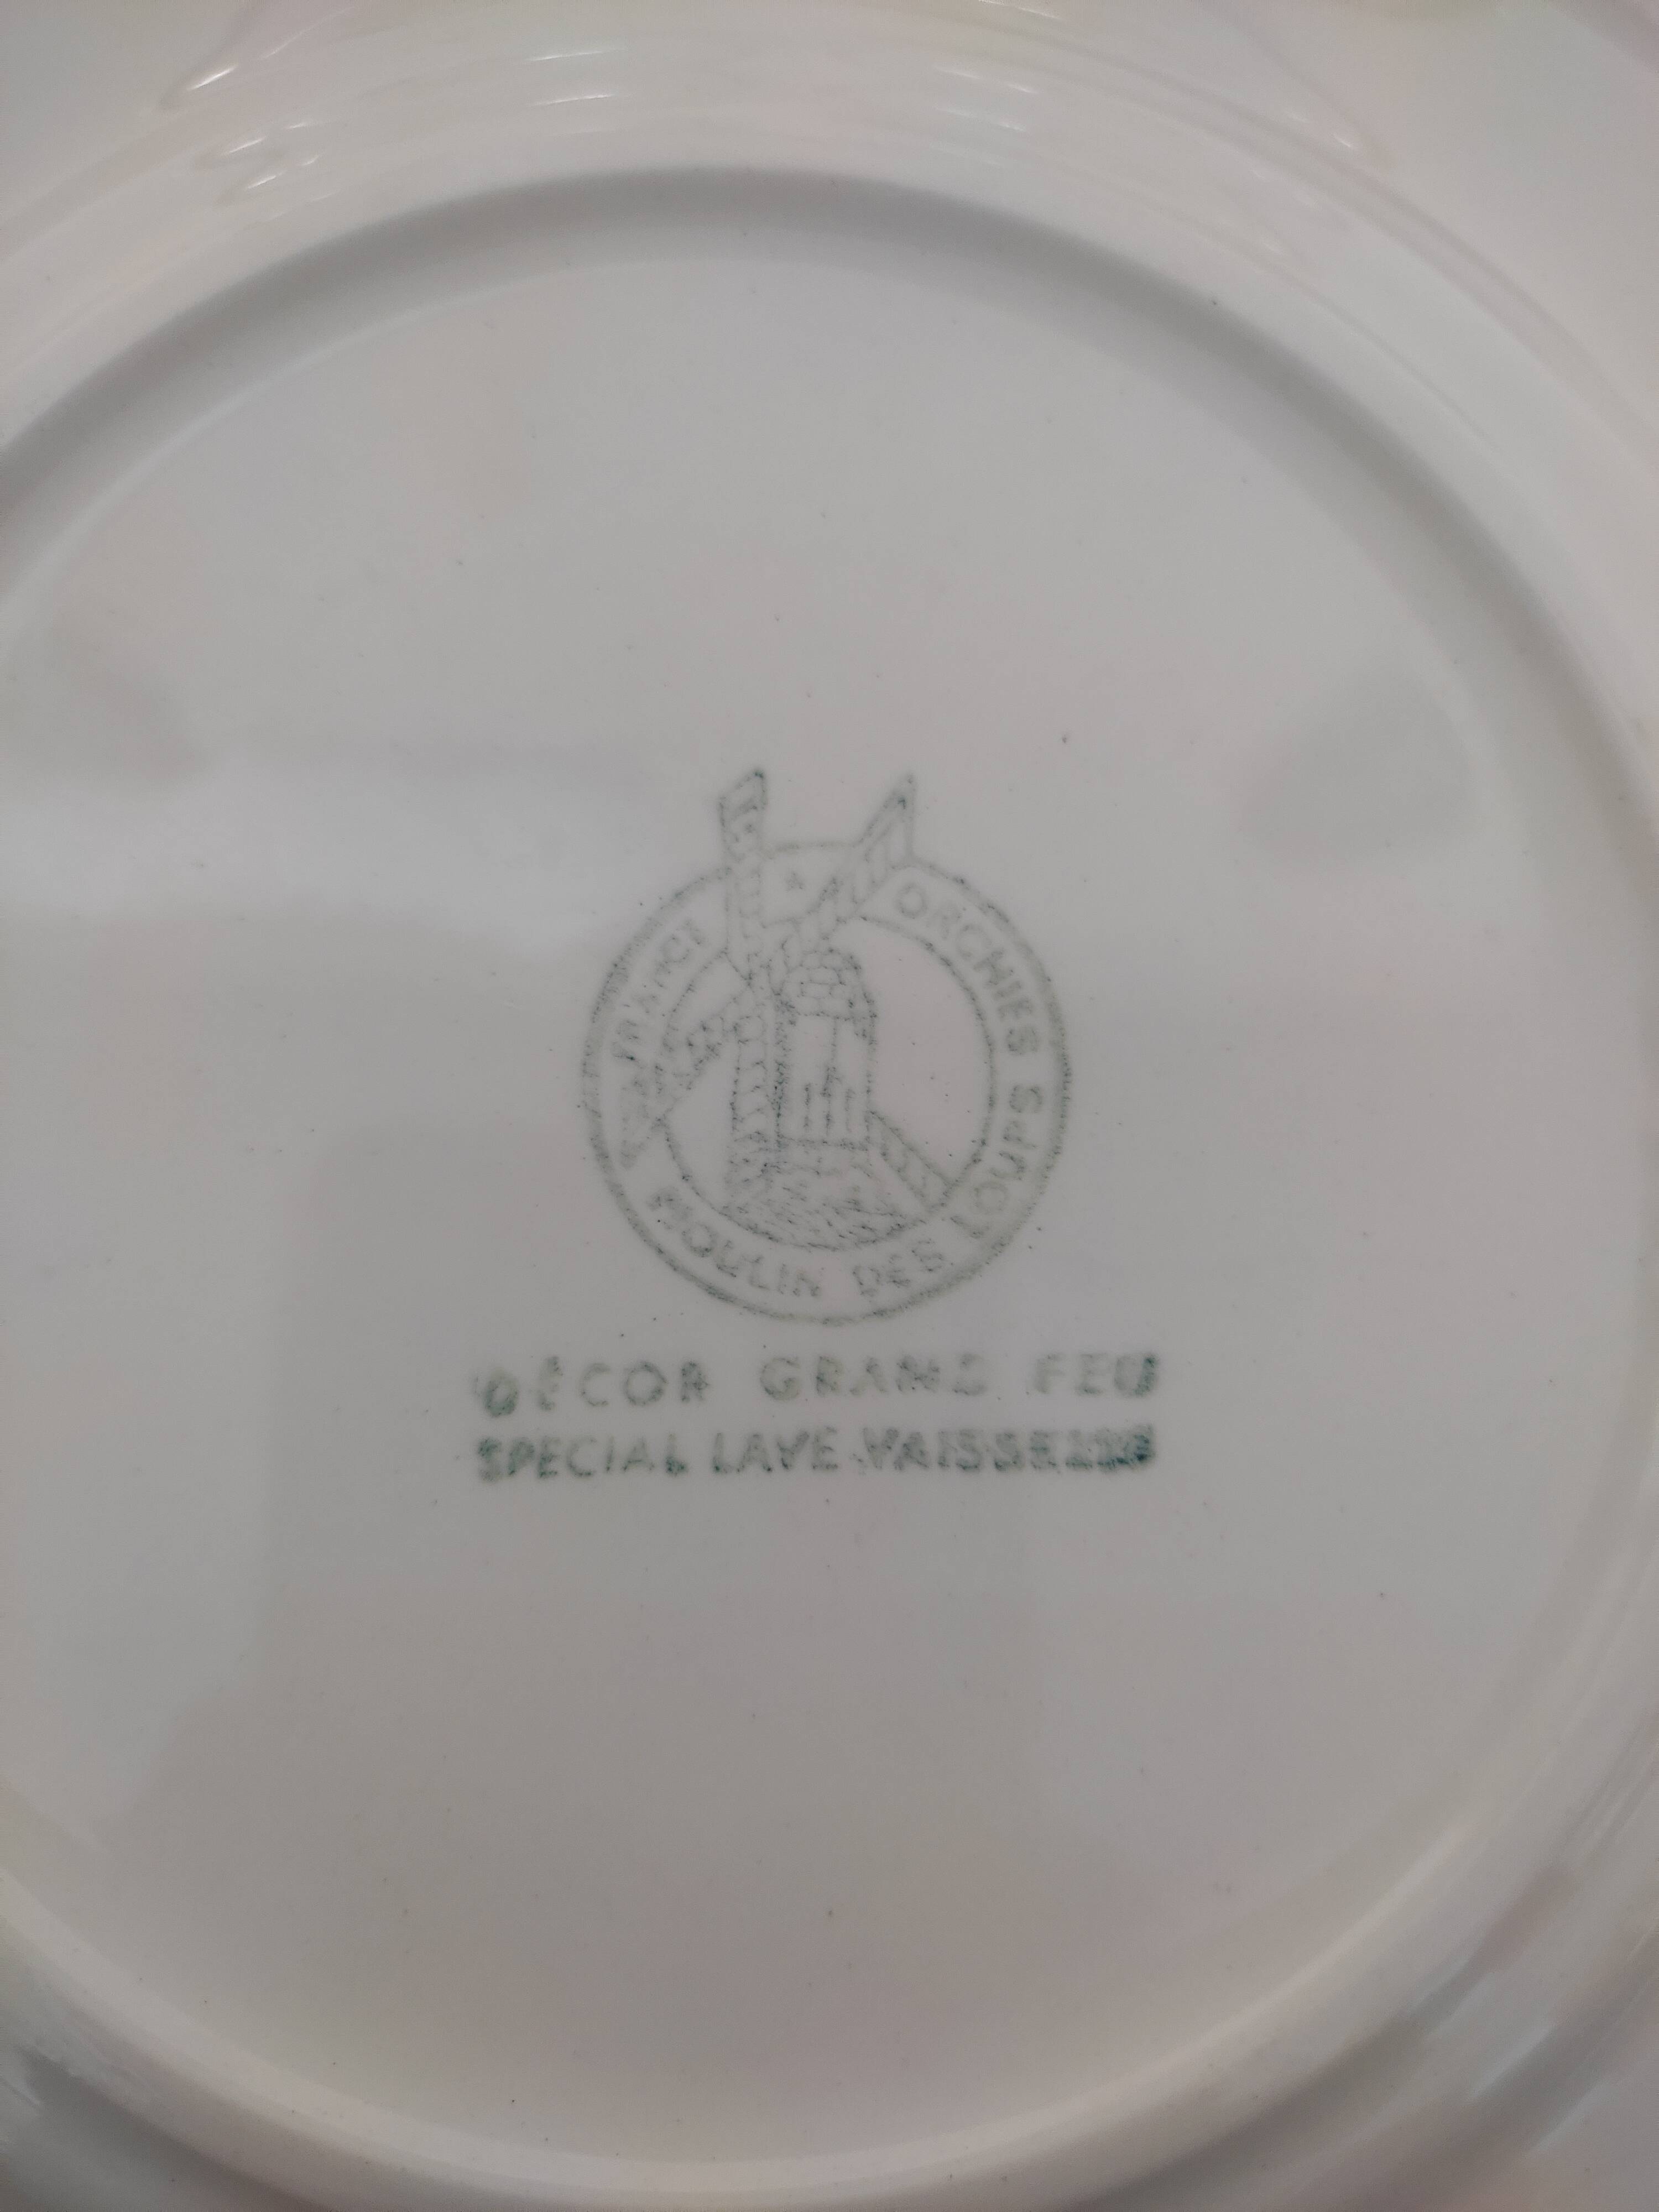 FRANCE
ORCHIES
MOULIN DES LOUPS
DÉCOR GRAND FEU
SPECIAL LAVE VAISSELLE